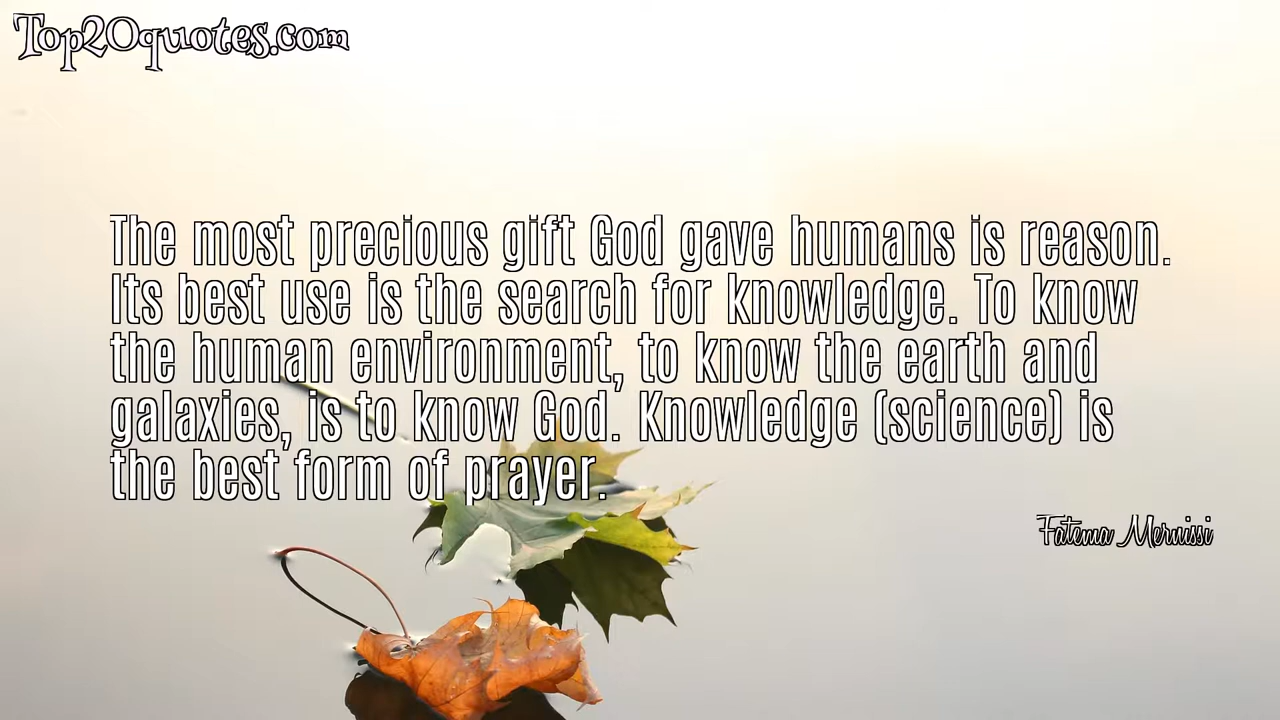 Top20quotes.com
The most precious gift God gave humans is reason.
Its best use is the search for knowledge. To know
the human environment, to know the earth and
galaxies, is to know God. Knowledge (science) is
the best form of prayer.
Fatema Mernissi